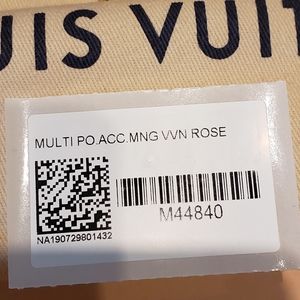 UIS VUIT
MULTI PO.ACC.MNG VVN ROSE
NA190729801432
M44840